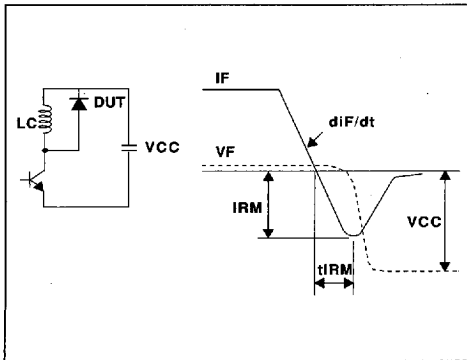 IF
DUT
LC
diF/dt
VCC
VF
IRM
VCC
tIRM